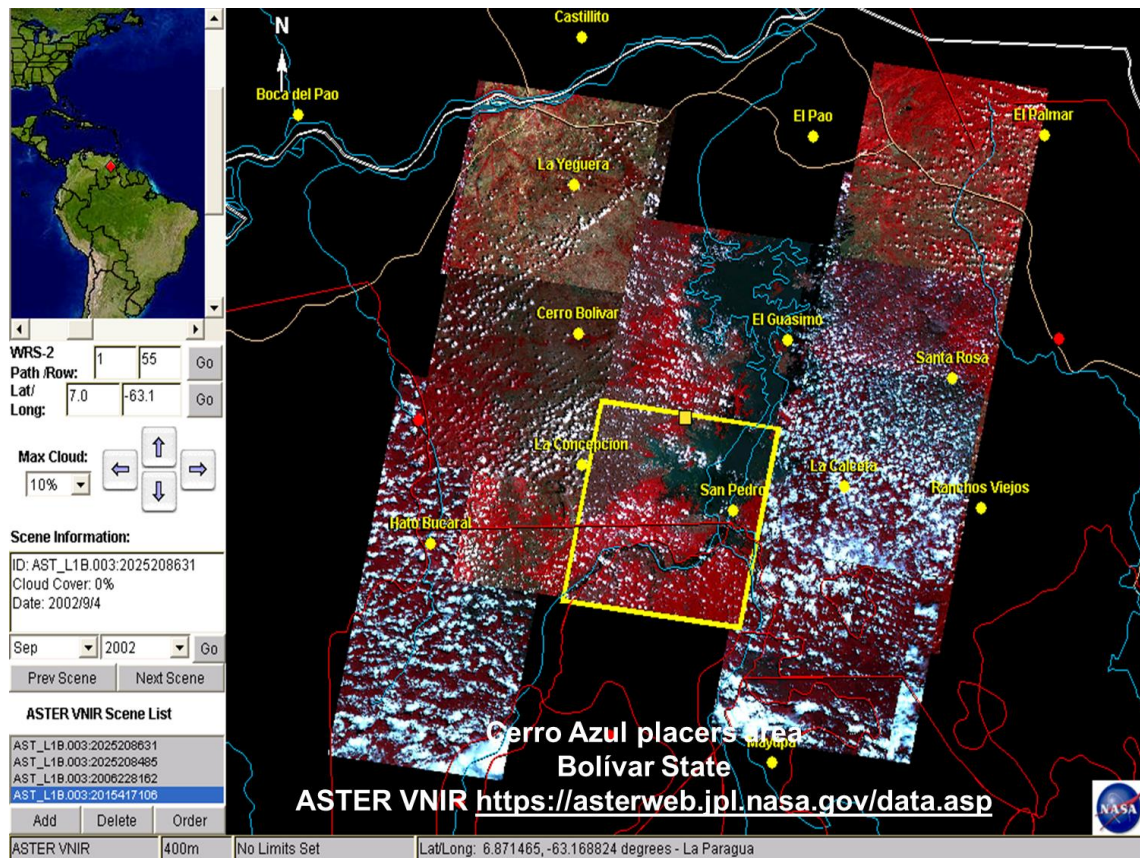 WRS-2
Path /Row: 1 55 Go
Lat/
Long: 7.0 -63.1 Go
Max Cloud:
10%
Scene Information:
ID: AST_L1B.003:2025208631
Cloud Cover: 0%
Date: 2002/9/4
Sep 2002 Go
Prev Scene Next Scene
ASTER VNIR Scene List
AST_L1B.003:2025208631
AST_L1B.003:2025208485
AST_L1B.003:2006228162
AST_L1B.003:2015417106
Add Delete Order
N
Castillito
Boca del Pao
El Pao
El Palmar
La Yeguera
Cerro Bolivar
El Guasimo
Santa Rosa
La Concepcion
La Calceta
San Pedro
Ranchos Viejos
Hato Bucaral
Mayupa
Cerro Azul placers area
Bolívar State
ASTER VNIR https://asterweb.jpl.nasa.gov/data.asp
NASA
ASTER VNIR 400m No Limits Set Lat/Long: 6.871465, -63.168824 degrees - La Paragua